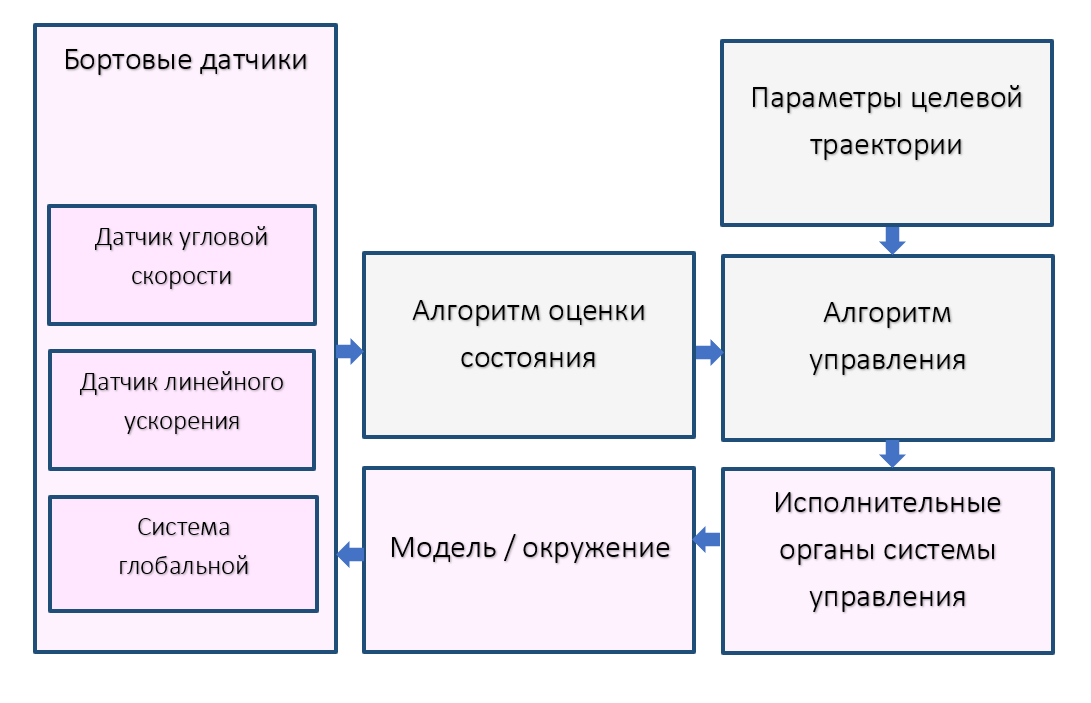 Бортовые датчики
Датчик угловой
скорости
Датчик линейного
ускорения
Система
глобальной
Алгоритм оценки
состояния
Модель / окружение
Параметры целевой
траектории
Алгоритм
управления
Исполнительные
органы системы
управления